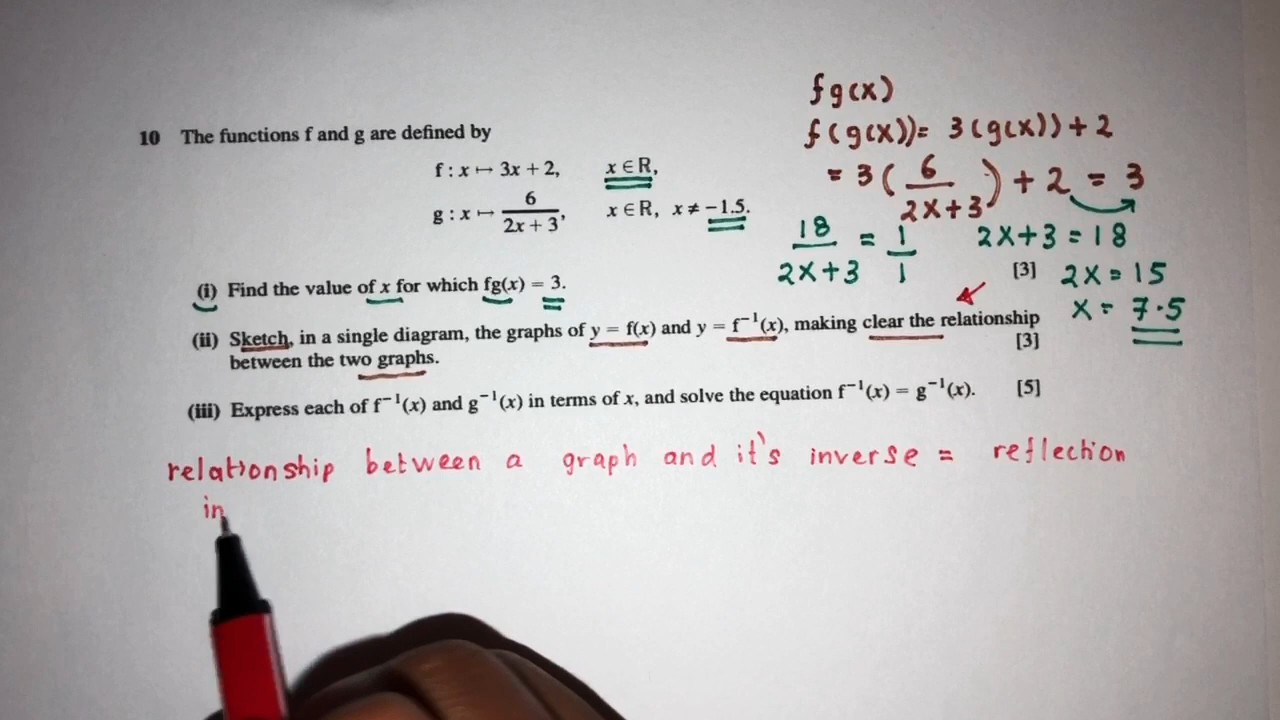 fg(x)
f(g(x)) = 3(g(x)) + 2
= 3(6/(2x+3)) + 2 = 3
18/(2x+3) = 1/1
2x+3 = 18
2x = 15
x = 7.5
10 The functions f and g are defined by
f : x ↦ 3x + 2, x ∈ R,
g : x ↦ 6/(2x + 3), x ∈ R, x ≠ −1.5.
(i) Find the value of x for which fg(x) = 3. [3]
(ii) Sketch, in a single diagram, the graphs of y = f(x) and y = f⁻¹(x), making clear the relationship
between the two graphs. [3]
(iii) Express each of f⁻¹(x) and g⁻¹(x) in terms of x, and solve the equation f⁻¹(x) = g⁻¹(x). [5]
relationship between a graph and it's inverse = reflection
in